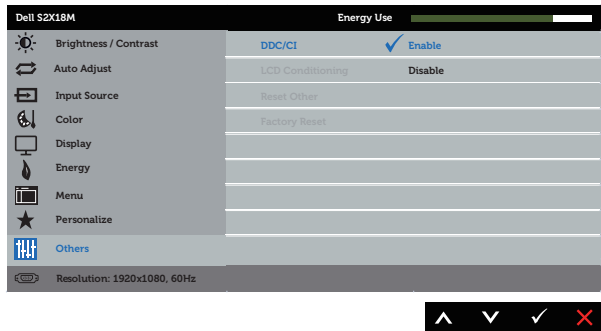 Dell S2X18M Energy Use
Brightness / Contrast DDC/CI Enable
Auto Adjust LCD Conditioning Disable
Input Source Reset Other
Color Factory Reset
Display
Energy
Menu
Personalize
Others
Resolution: 1920x1080, 60Hz